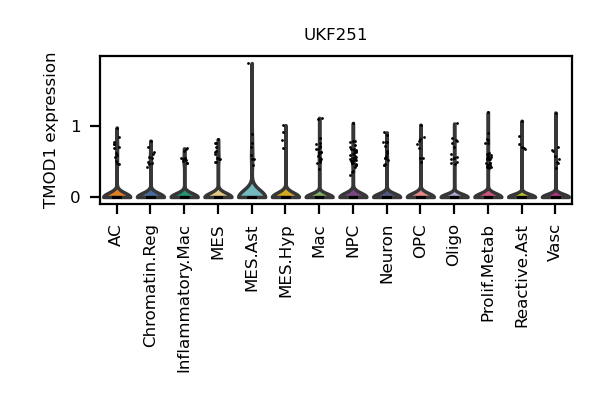 UKF251
TMOD1 expression
1
0
AC
Chromatin.Reg
Inflammatory.Mac
MES
MES.Ast
MES.Hyp
Mac
NPC
Neuron
OPC
Oligo
Prolif.Metab
Reactive.Ast
Vasc